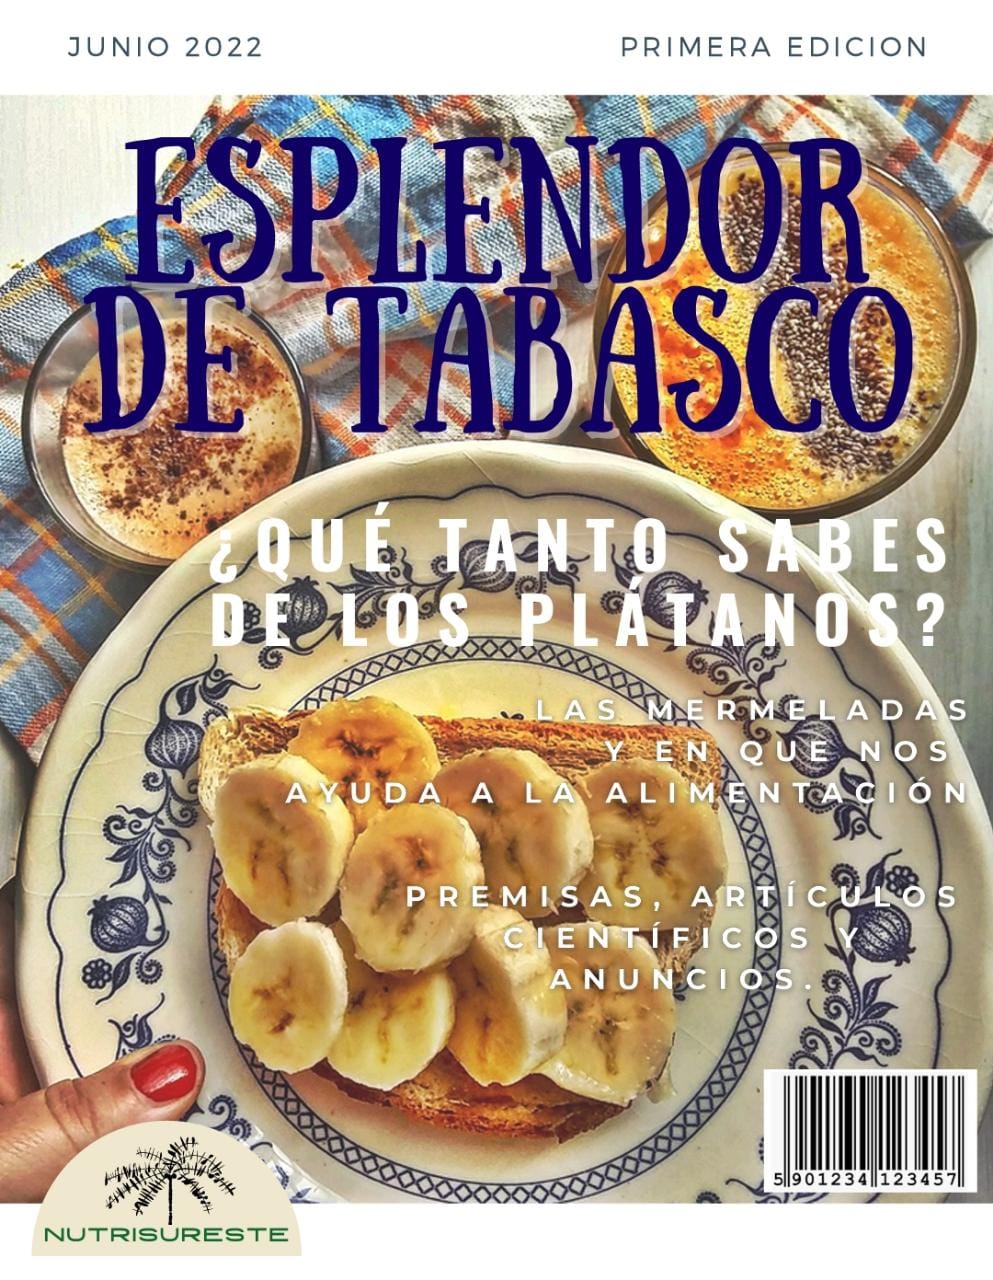 JUNIO 2022
PRIMERA EDICION
ESPLENDOR
DE TABASCO
¿QUÉ TANTO SABES
DE LOS PLÁTANOS?
LAS MERMELADAS
Y EN QUE NOS
AYUDA A LA ALIMENTACIÓN
PREMISAS, ARTÍCULOS
CIENTÍFICOS Y
ANUNCIOS.
5 901234 123457
NUTRISURESTE